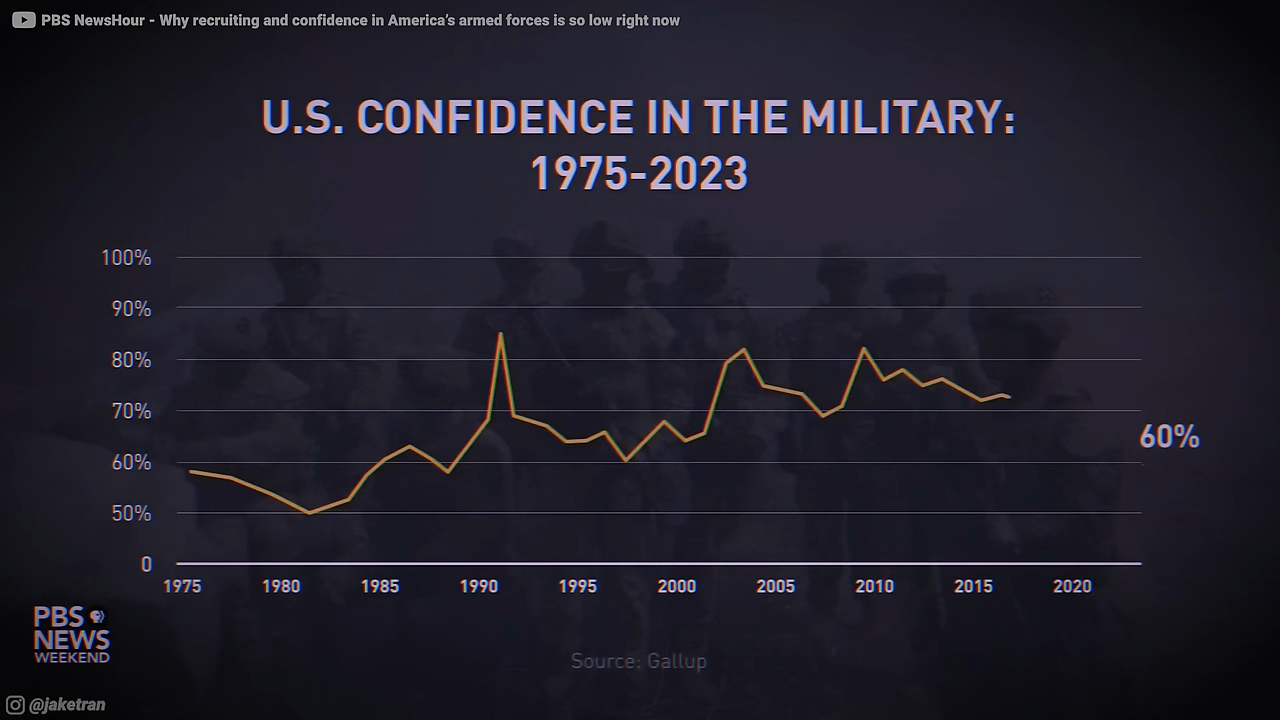 PBS NewsHour - Why recruiting and confidence in America's armed forces is so low right now
U.S. CONFIDENCE IN THE MILITARY:
1975-2023
100%
90%
80%
70%
60%
60%
50%
0
1975 1980 1985 1990 1995 2000 2005 2010 2015 2020
PBS
NEWS
WEEKEND
Source: Gallup
@jaketran